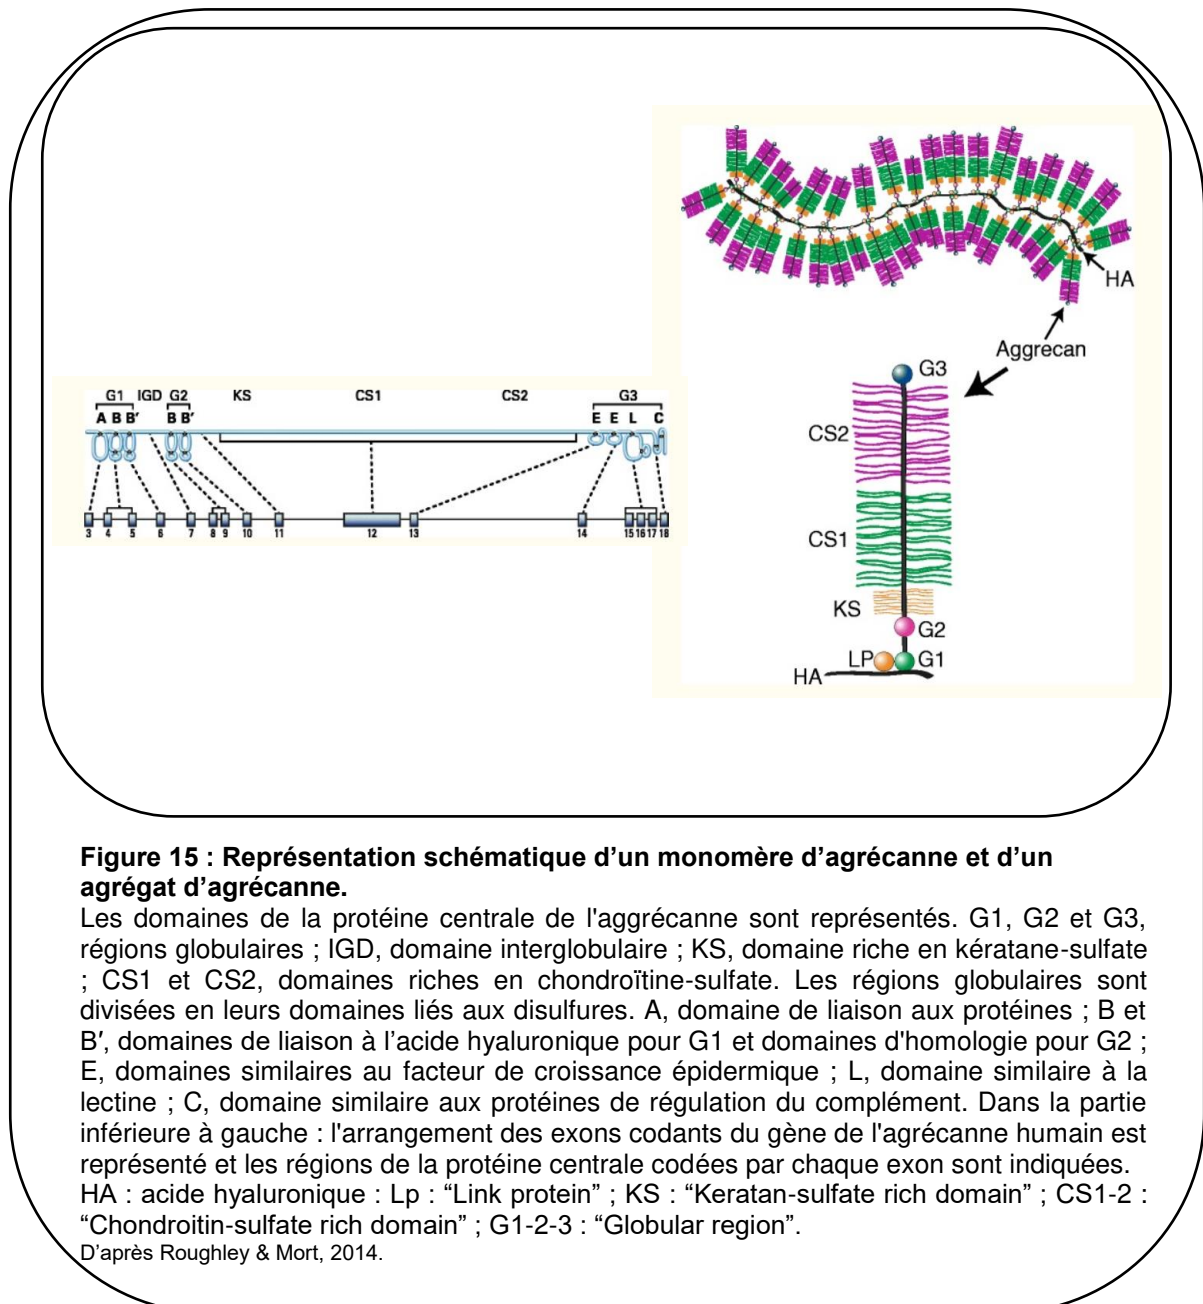 HA
Aggrecan
G3
CS2
CS1
KS
G2
LP
G1
HA
G1 IGD G2 KS CS1 CS2 G3
A B B′ B B′ E E L C
3 4 5 6 7 8 9 10 11 12 13 14 15 16 17 18
Figure 15 : Représentation schématique d’un monomère d’agrécanne et d’un
agrégat d’agrécanne.
Les domaines de la protéine centrale de l'aggrécanne sont représentés. G1, G2 et G3,
régions globulaires ; IGD, domaine interglobulaire ; KS, domaine riche en kératane-sulfate
; CS1 et CS2, domaines riches en chondroïtine-sulfate. Les régions globulaires sont
divisées en leurs domaines liés aux disulfures. A, domaine de liaison aux protéines ; B et
B′, domaines de liaison à l’acide hyaluronique pour G1 et domaines d'homologie pour G2 ;
E, domaines similaires au facteur de croissance épidermique ; L, domaine similaire à la
lectine ; C, domaine similaire aux protéines de régulation du complément. Dans la partie
inférieure à gauche : l'arrangement des exons codants du gène de l'agrécanne humain est
représenté et les régions de la protéine centrale codées par chaque exon sont indiquées.
HA : acide hyaluronique : Lp : “Link protein” ; KS : “Keratan-sulfate rich domain” ; CS1-2 :
“Chondroitin-sulfate rich domain” ; G1-2-3 : “Globular region”.
D’après Roughley & Mort, 2014.